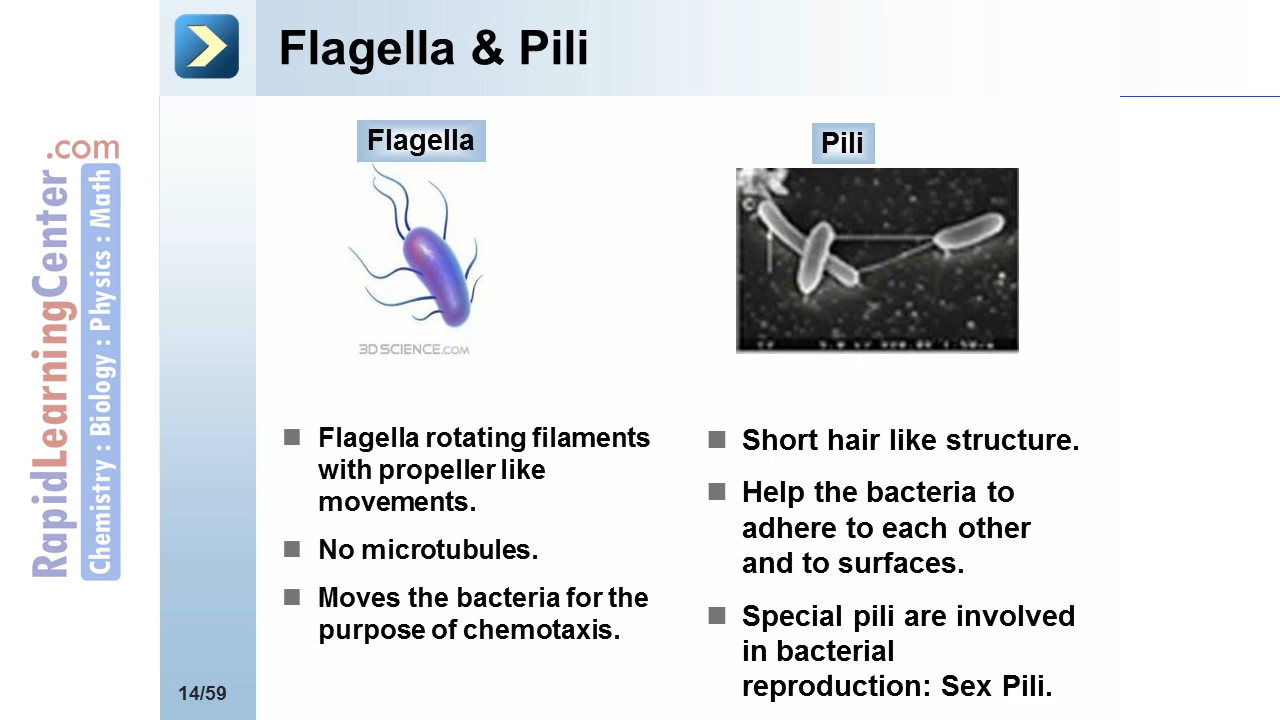 Flagella & Pili
.com
RapidLearningCenter
Chemistry : Biology : Physics : Math
Flagella
3DSCIENCE.COM
Flagella rotating filaments
with propeller like
movements.
No microtubules.
Moves the bacteria for the
purpose of chemotaxis.
Pili
Short hair like structure.
Help the bacteria to
adhere to each other
and to surfaces.
Special pili are involved
in bacterial
reproduction: Sex Pili.
14/59